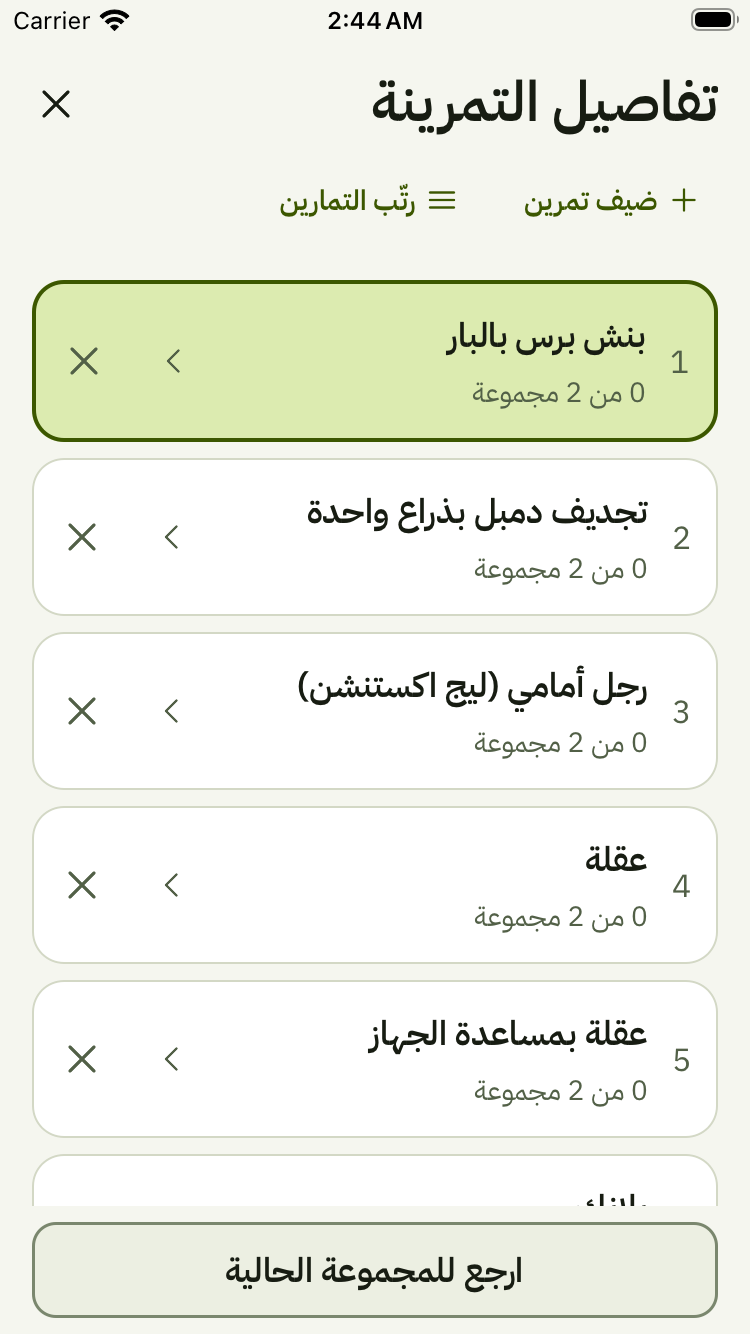 Carrier 2:44 AM
تفاصيل التمرينة
ضيف تمرين
رتّب التمارين
1
بنش برس بالبار
0 من 2 مجموعة
2
تجديف دمبل بذراع واحدة
0 من 2 مجموعة
3
رجل أمامي (ليج اكستنشن)
0 من 2 مجموعة
4
عقلة
0 من 2 مجموعة
5
عقلة بمساعدة الجهاز
0 من 2 مجموعة
ارجع للمجموعة الحالية